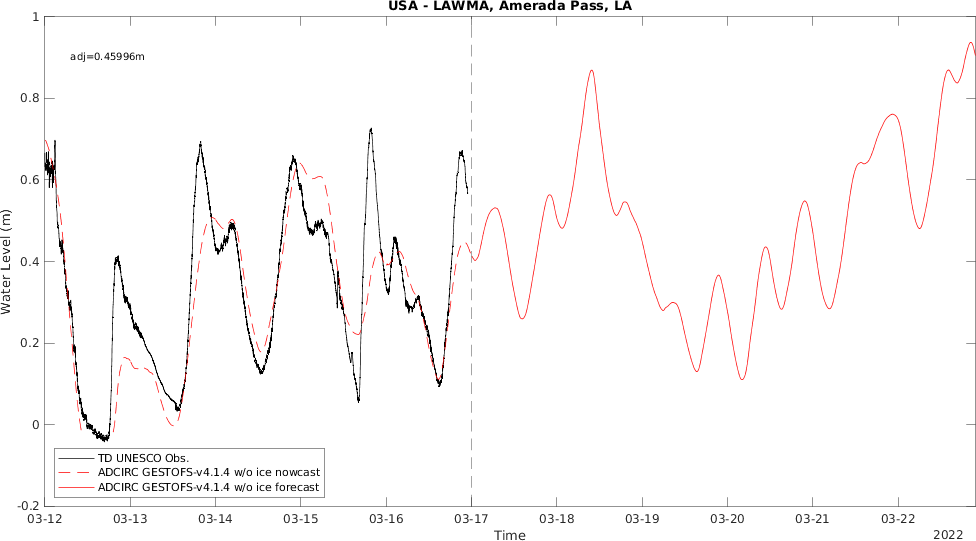 USA - LAWMA, Amerada Pass, LA
1
adj=0.45996m
0.8
0.6
0.4
0.2
0
-0.2
Water Level (m)
TD UNESCO Obs.
ADCIRC GESTOFS-v4.1.4 w/o ice nowcast
ADCIRC GESTOFS-v4.1.4 w/o ice forecast
03-12 03-13 03-14 03-15 03-16 03-17 03-18 03-19 03-20 03-21 03-22
Time
2022